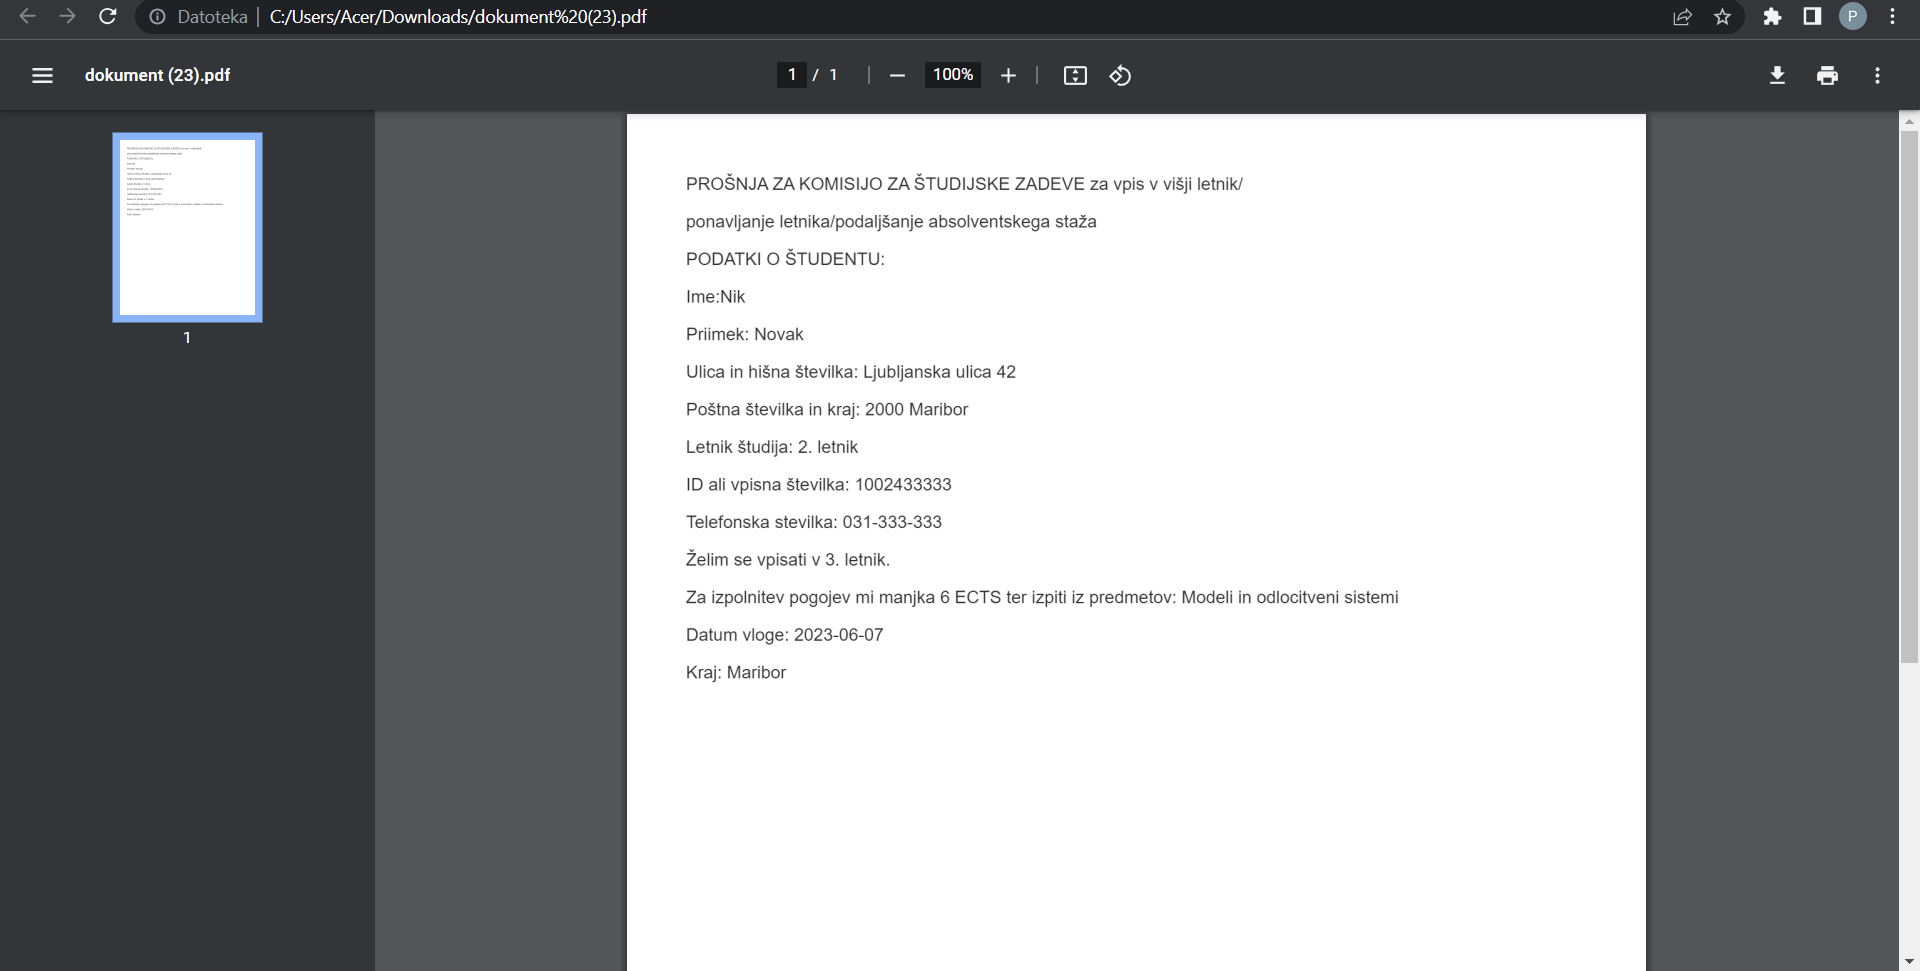 Datoteka | C:/Users/Acer/Downloads/dokument%20(23).pdf
P
dokument (23).pdf
1 / 1
100%
1
PROŠNJA ZA KOMISIJO ZA ŠTUDIJSKE ZADEVE za vpis v višji letnik/
ponavljanje letnika/podaljšanje absolventskega staža
PODATKI O ŠTUDENTU:
Ime:Nik
Priimek: Novak
Ulica in hišna številka: Ljubljanska ulica 42
Poštna številka in kraj: 2000 Maribor
Letnik študija: 2. letnik
ID ali vpisna številka: 1002433333
Telefonska stevilka: 031-333-333
Želim se vpisati v 3. letnik.
Za izpolnitev pogojev mi manjka 6 ECTS ter izpiti iz predmetov: Modeli in odlocitveni sistemi
Datum vloge: 2023-06-07
Kraj: Maribor